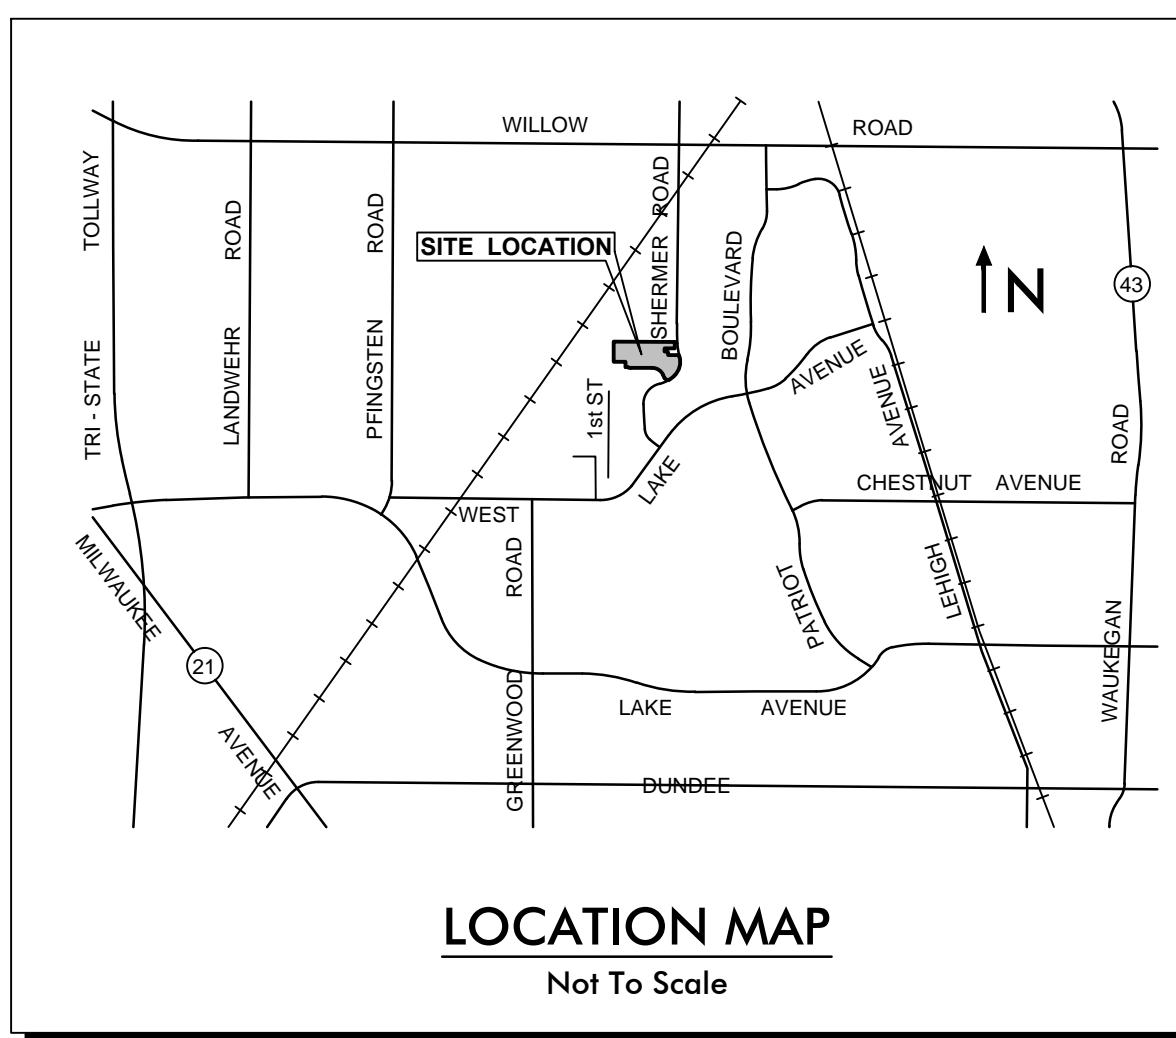 WILLOW ROAD
TRI - STATE TOLLWAY
LANDWEHR ROAD
PFINGSTEN ROAD
SHERMER ROAD
SITE LOCATION
BOULEVARD
N
43
1st ST
AVENUE
AVENUE
ROAD
LAKE
CHESTNUT AVENUE
WEST
MILWAUKEE
ROAD
PATRIOT
LEHIGH
WAUKEGAN
21
GREENWOOD
LAKE AVENUE
AVENUE
DUNDEE
LOCATION MAP
Not To Scale